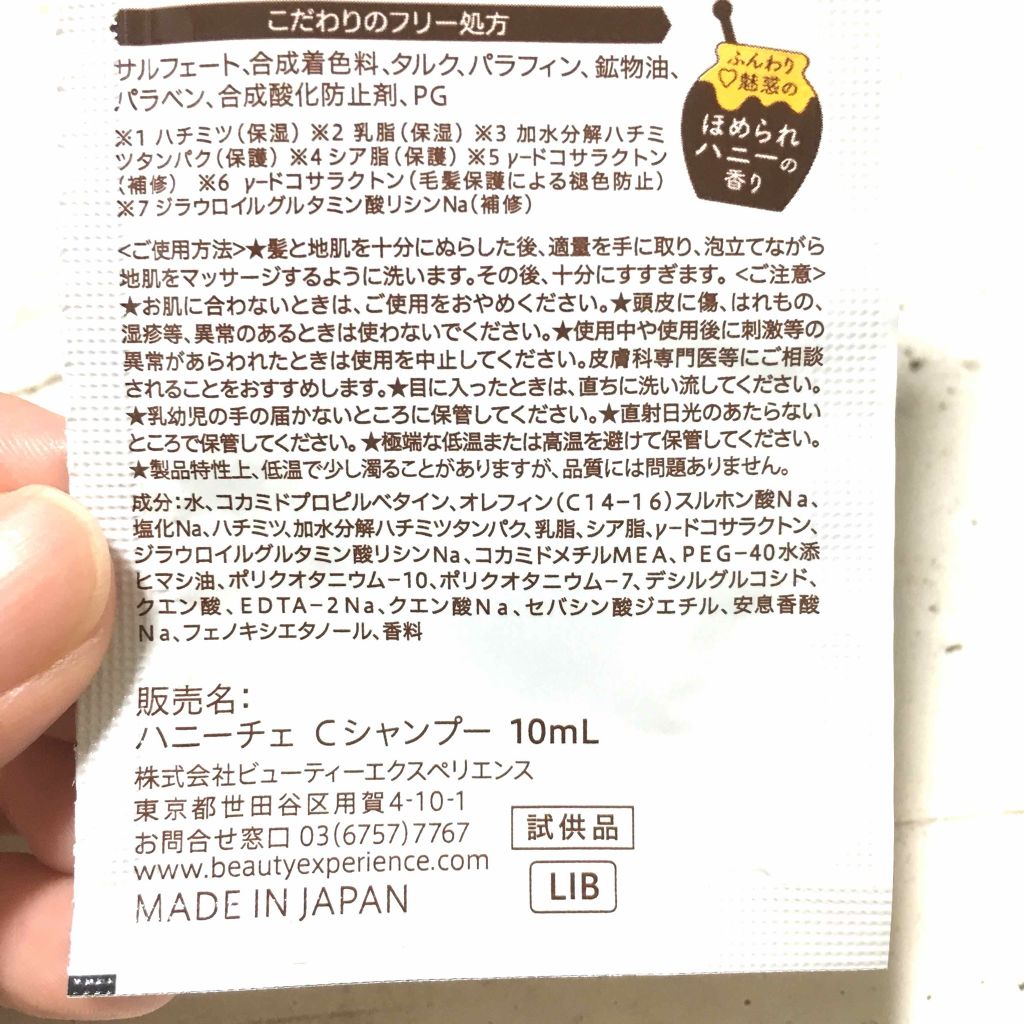 こだわりのフリー処方
サルフェート、合成着色料、タルク、パラフィン、鉱物油、
パラベン、合成酸化防止剤、PG
ふんわり
♡魅惑の
ほめられ
ハニーの
香り
※1 ハチミツ（保湿）※2 乳脂（保湿）※3 加水分解ハチミ
ツタンパク（保護）※4 シア脂（保護）※5 γ-ドコサラクトン
（補修） ※6 γ-ドコサラクトン（毛髪保護による褪色防止）
※7 ジラウロイルグルタミン酸リシンNa（補修）
<ご使用方法>★髪と地肌を十分にぬらした後、適量を手に取り、泡立てながら
地肌をマッサージするように洗います。その後、十分にすすぎます。<ご注意>
★お肌に合わないときは、ご使用をおやめください。★頭皮に傷、はれもの、
湿疹等、異常のあるときは使わないでください。★使用中や使用後に刺激等の
異常があらわれたときは使用を中止してください。皮膚科専門医等にご相談
されることをおすすめします。★目に入ったときは、直ちに洗い流してください。
★乳幼児の手の届かないところに保管してください。★直射日光のあたらない
ところで保管してください。★極端な低温または高温を避けて保管してください。
★製品特性上、低温で少し濁ることがありますが、品質には問題ありません。
成分：水、コカミドプロピルベタイン、オレフィン（C14-16）スルホン酸Na、
塩化Na、ハチミツ、加水分解ハチミツタンパク、乳脂、シア脂、γ-ドコサラクトン、
ジラウロイルグルタミン酸リシンNa、コカミドメチルMEA、PEG-40水添
ヒマシ油、ポリクオタニウム-10、ポリクオタニウム-7、デシルグルコシド、
クエン酸、EDTA-2Na、クエン酸Na、セバシン酸ジエチル、安息香酸
Na、フェノキシエタノール、香料
販売名：
ハニーチェ Cシャンプー 10mL
株式会社ビューティーエクスペリエンス
東京都世田谷区用賀4-10-1
お問合せ窓口 03(6757)7767
www.beautyexperience.com
MADE IN JAPAN
試供品
LIB